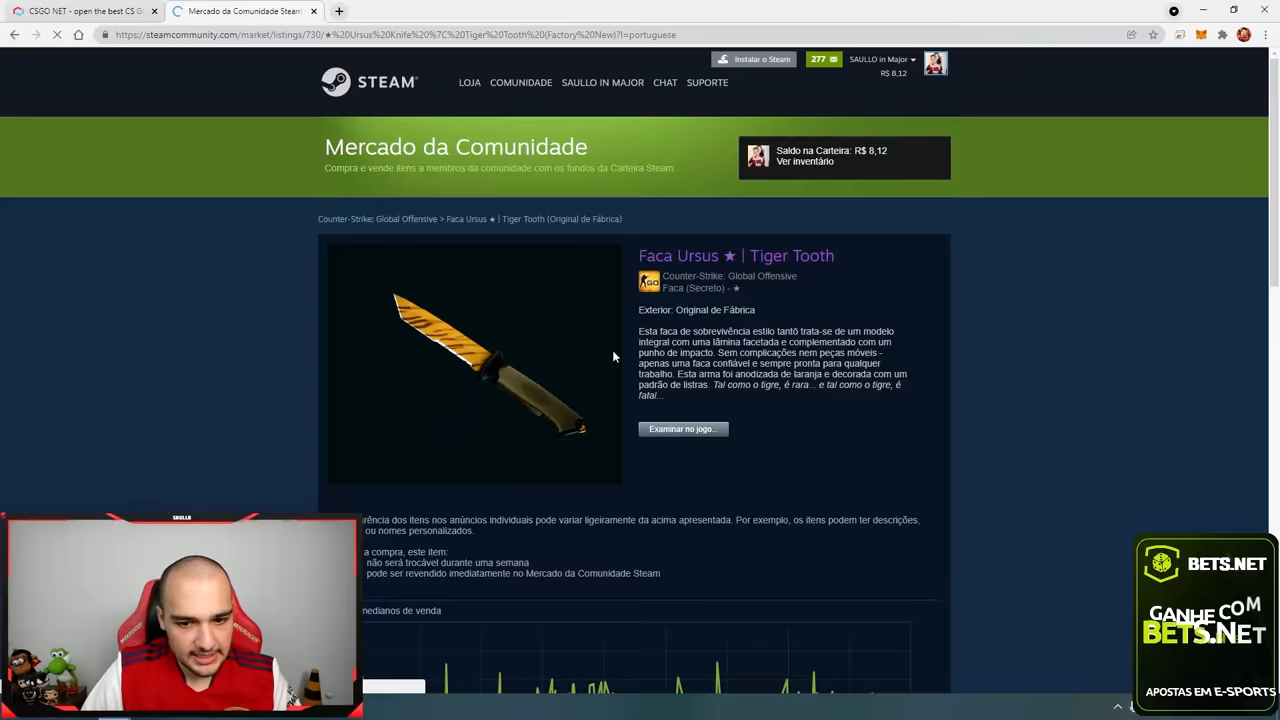 CSGO NET - open the best CS G
Mercado da Comunidade Steam
https://steamcommunity.com/market/listings/730/★%20Ursus%20Knife%20%7C%20Tiger%20Tooth%20(Factory%20New)?l=portuguese
Instalar o Steam
277
SAULLO in Major
R$ 8,12
STEAM
LOJA COMUNIDADE SAULLO IN MAJOR CHAT SUPORTE
Mercado da Comunidade
Compra e vende itens a membros da comunidade com os fundos da Carteira Steam.
Saldo na Carteira: R$ 8,12
Ver inventário
Counter-Strike: Global Offensive > Faca Ursus ★ | Tiger Tooth (Original de Fábrica)
Faca Ursus ★ | Tiger Tooth
GO
Counter-Strike: Global Offensive
Faca (Secreto) - ★
Exterior: Original de Fábrica
Esta faca de sobrevivência estilo tantō trata-se de um modelo
integral com uma lâmina facetada e complementado com um
punho de impacto. Sem complicações nem peças móveis -
apenas uma faca confiável e sempre pronta para qualquer
trabalho. Esta arma foi anodizada de laranja e decorada com um
padrão de listras. Tal como o tigre, é rara... e tal como o tigre, é
fatal...
Examinar no jogo...
rência dos itens nos anúncios individuais pode variar ligeiramente da acima apresentada. Por exemplo, os itens podem ter descrições,
ou nomes personalizados.
a compra, este item:
não será trocável durante uma semana
pode ser revendido imediatamente no Mercado da Comunidade Steam
medianos de venda
SAULLO
BETS.NET
GANHE COM
BETS.NET
APOSTAS EM E-SPORTS